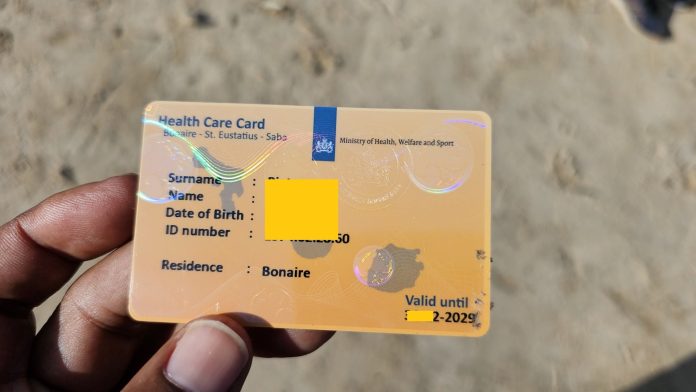 Health Care Card
Bonaire - St. Eustatius - Saba
Ministry of Health, Welfare and Sport
Surname :
Name :
Date of Birth :
ID number :
Residence : Bonaire
Valid until
2-2029